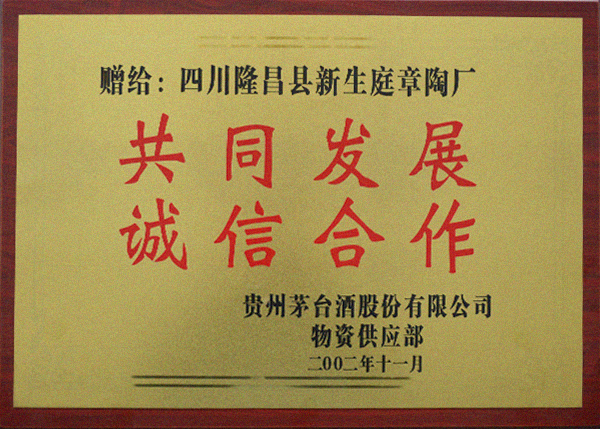 赠给：四川隆昌县新生庭章陶厂
共同发展
诚信合作
贵州茅台酒股份有限公司
物资供应部
二00二年十一月